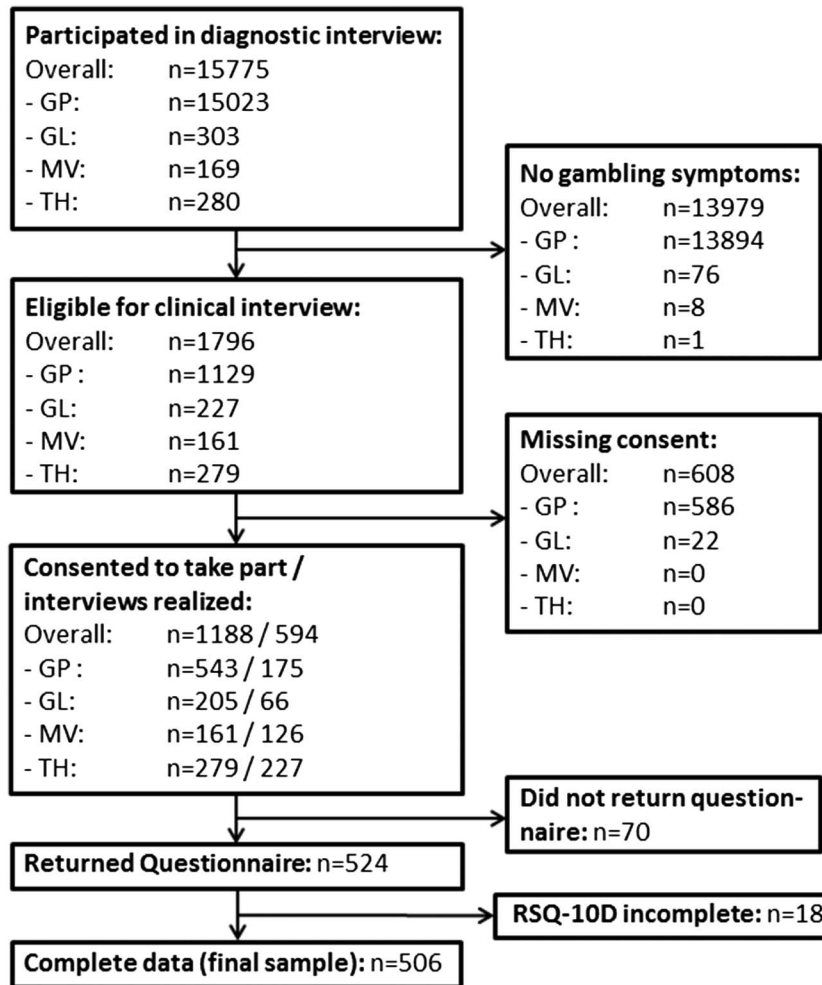 Participated in diagnostic interview:
Overall: n=15775
- GP: n=15023
- GL: n=303
- MV: n=169
- TH: n=280
No gambling symptoms:
Overall: n=13979
- GP : n=13894
- GL: n=76
- MV: n=8
- TH: n=1
Eligible for clinical interview:
Overall: n=1796
- GP : n=1129
- GL: n=227
- MV: n=161
- TH: n=279
Missing consent:
Overall: n=608
- GP : n=586
- GL: n=22
- MV: n=0
- TH: n=0
Consented to take part /
interviews realized:
Overall: n=1188 / 594
- GP : n=543 / 175
- GL: n=205 / 66
- MV: n=161 / 126
- TH: n=279 / 227
Did not return question-
naire: n=70
Returned Questionnaire: n=524
RSQ-10D incomplete: n=18
Complete data (final sample): n=506